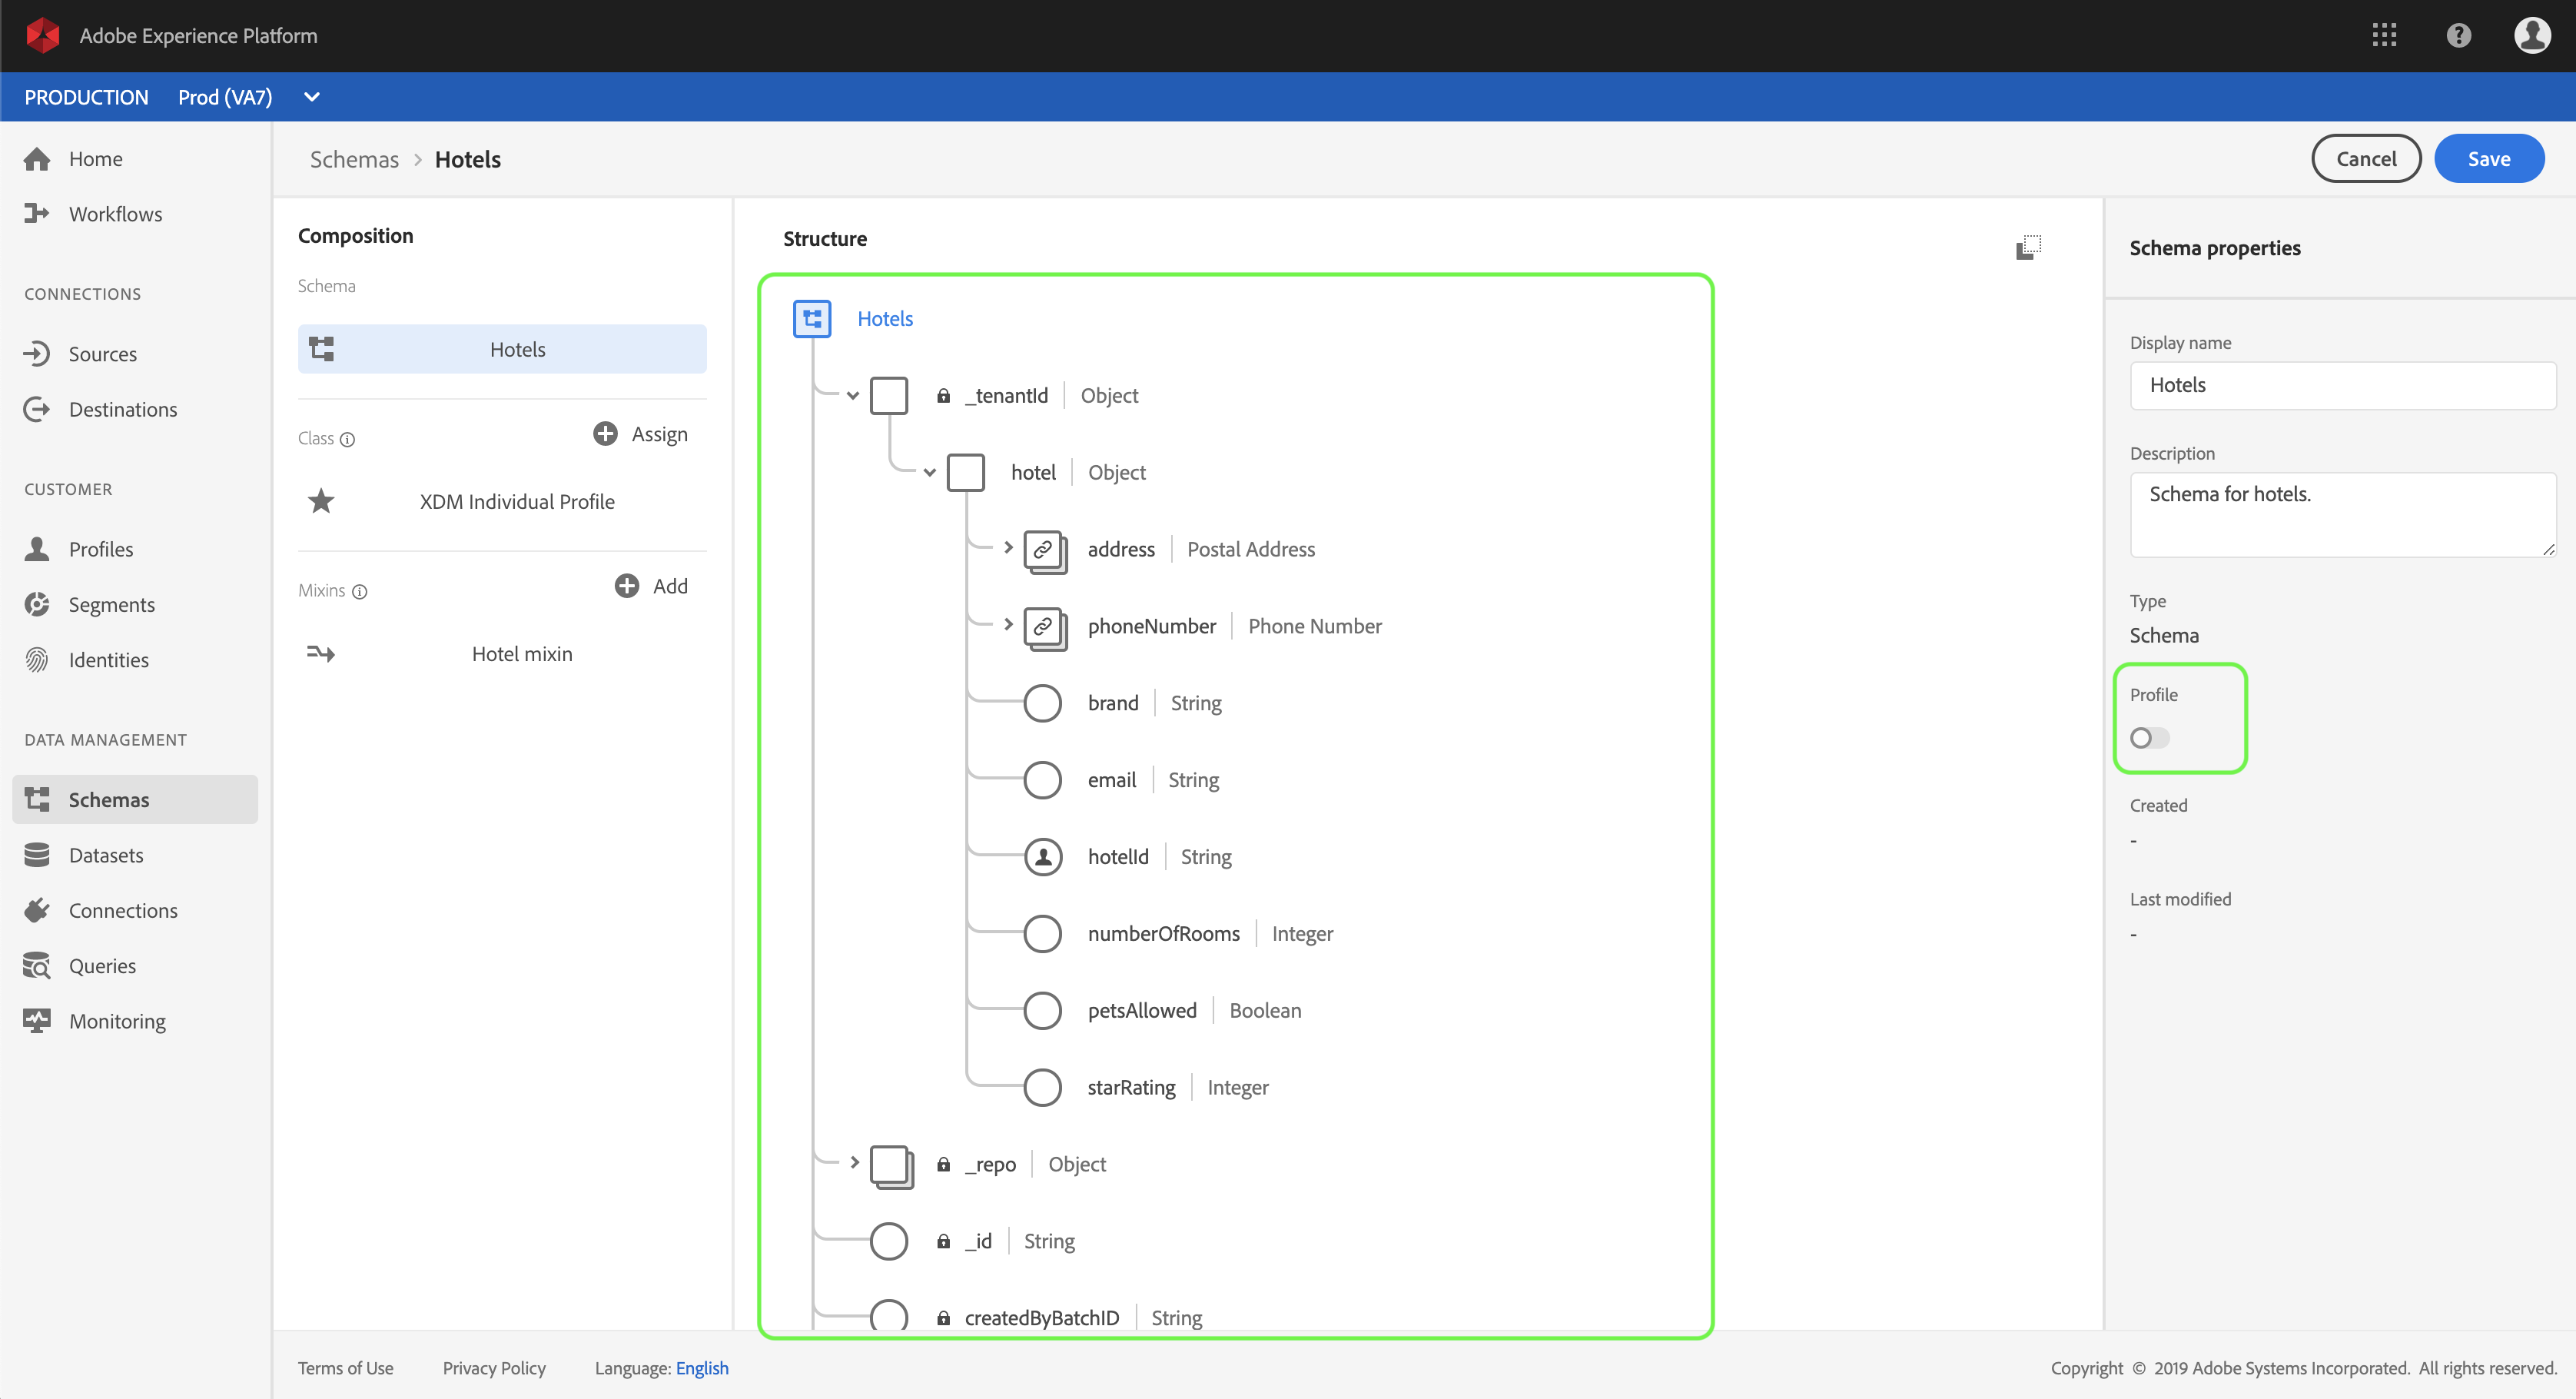 Adobe Experience Platform
PRODUCTION Prod (VA7)
Home
Workflows
CONNECTIONS
Sources
Destinations
CUSTOMER
Profiles
Segments
Identities
DATA MANAGEMENT
Schemas
Datasets
Connections
Queries
Monitoring
Schemas > Hotels
Cancel
Save
Composition
Schema
Hotels
Class
Assign
XDM Individual Profile
Mixins
Add
Hotel mixin
Structure
Hotels
_tenantId | Object
hotel | Object
address | Postal Address
phoneNumber | Phone Number
brand | String
email | String
hotelId | String
numberOfRooms | Integer
petsAllowed | Boolean
starRating | Integer
_repo | Object
_id | String
createdByBatchID | String
Schema properties
Display name
Hotels
Description
Schema for hotels.
Type
Schema
Profile
Created
-
Last modified
-
Terms of Use Privacy Policy Language: English
Copyright © 2019 Adobe Systems Incorporated. All rights reserved.